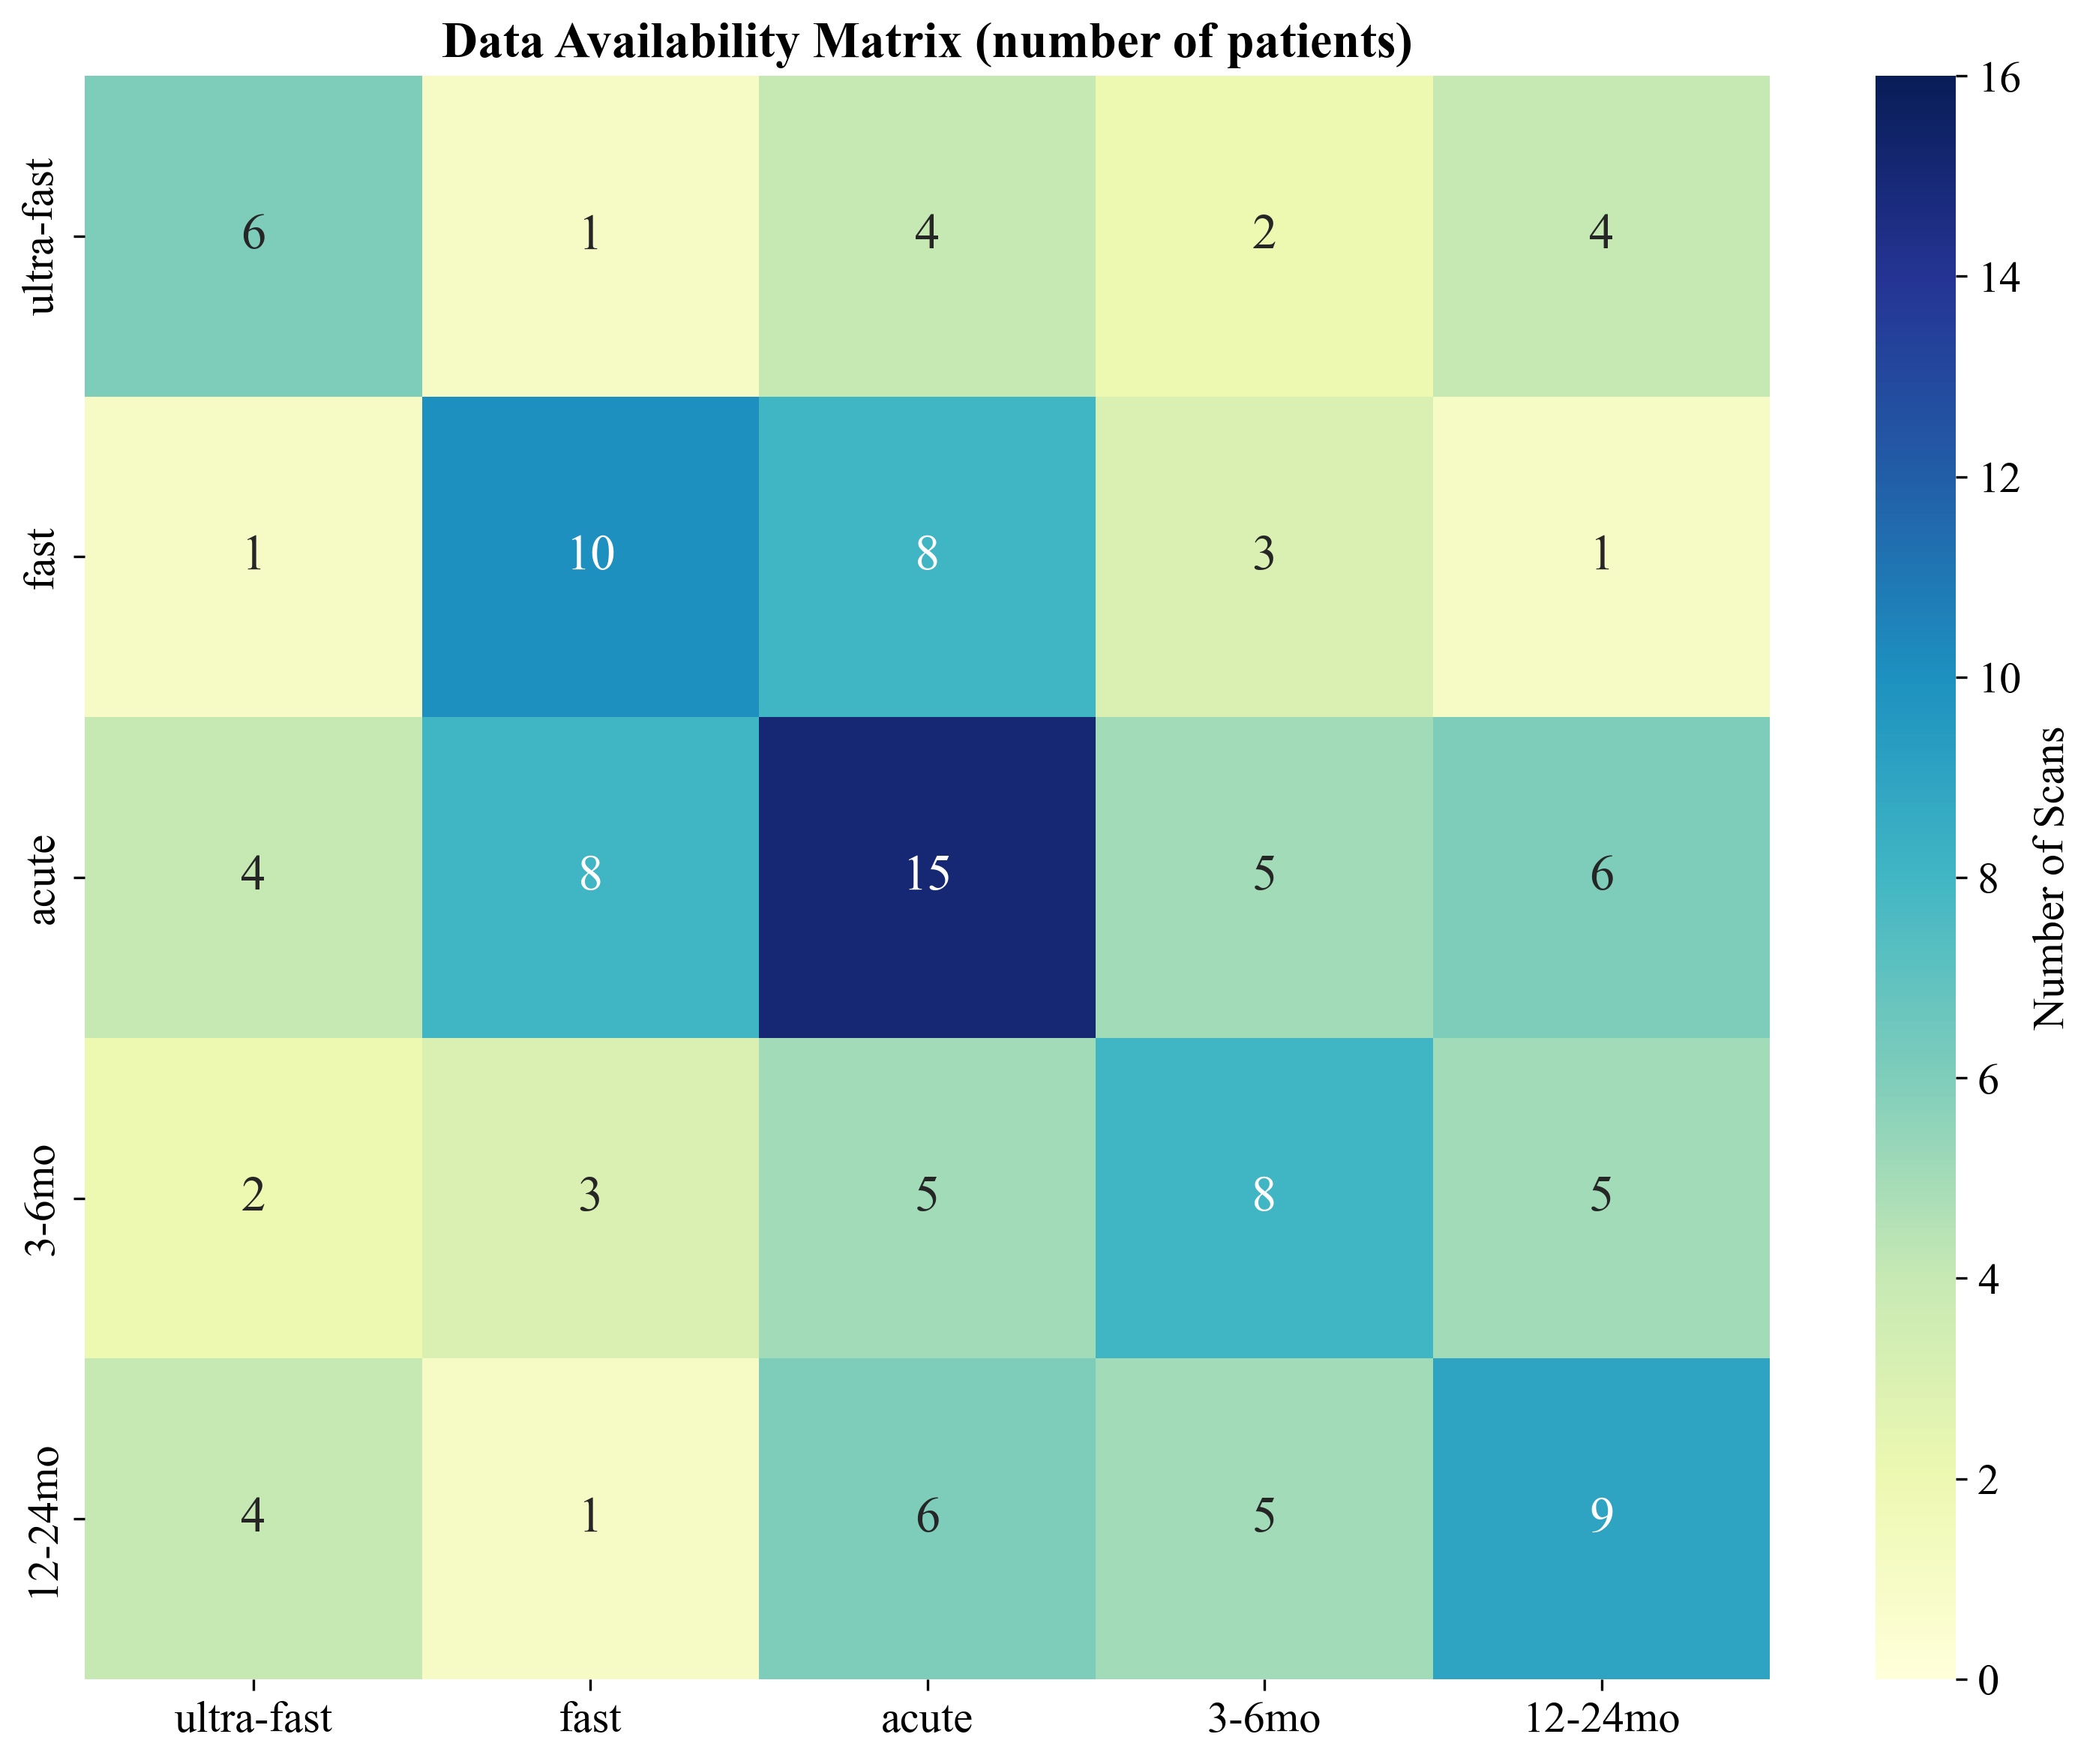 Data Availability Matrix (number of patients)
ultra-fast 6 1 4 2 4
fast 1 10 8 3 1
acute 4 8 15 5 6
3-6mo 2 3 5 8 5
12-24mo 4 1 6 5 9
ultra-fast fast acute 3-6mo 12-24mo
16
14
12
10
8
6
4
2
0
Number of Scans